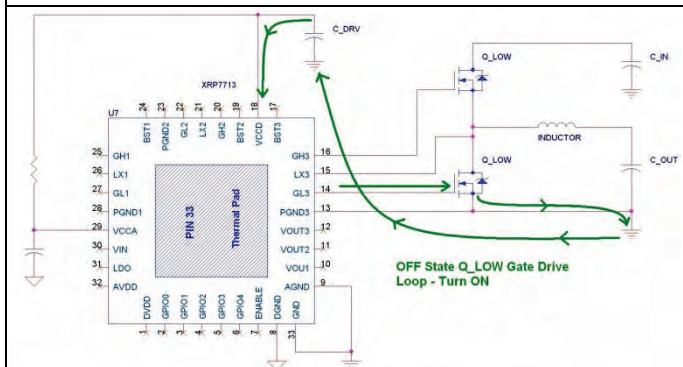 C_DRV
Q_LOW
C_IN
XRP7713
U7
24
23
22
21
20
19
18
17
BST1
PGND2
GL2
LX2
GH2
BST2
VCCD
BST3
25
GH1
GH3
16
26
LX1
LX3
15
27
GL1
GL3
14
28
PGND1
PGND3
13
29
VCCA
VOUT3
12
30
VIN
VOUT2
11
31
LDO
VOU1
10
32
AVDD
AGND
9
PIN 33
Thermal Pad
INDUCTOR
Q_LOW
C_OUT
OFF State Q_LOW Gate Drive
Loop - Turn ON
DVDD
GPIO0
GPIO1
GPIO2
GPIO3
GPIO4
ENABLE
DGND
GND
1
2
3
4
5
6
7
8
33